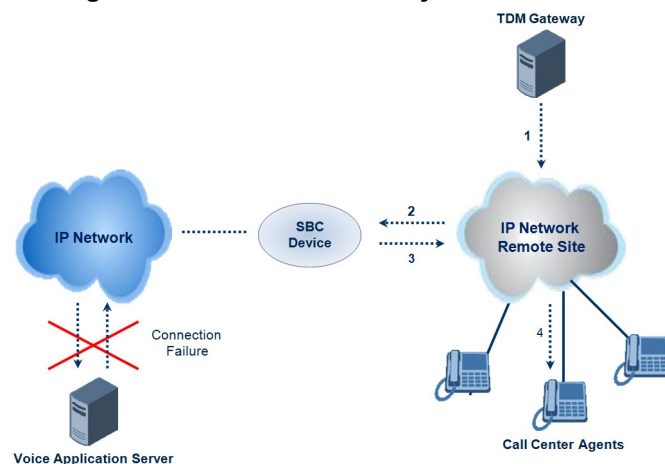 TDM Gateway
1
IP Network
SBC
Device
2
3
IP Network
Remote Site
Connection
Failure
4
Voice Application Server
Call Center Agents